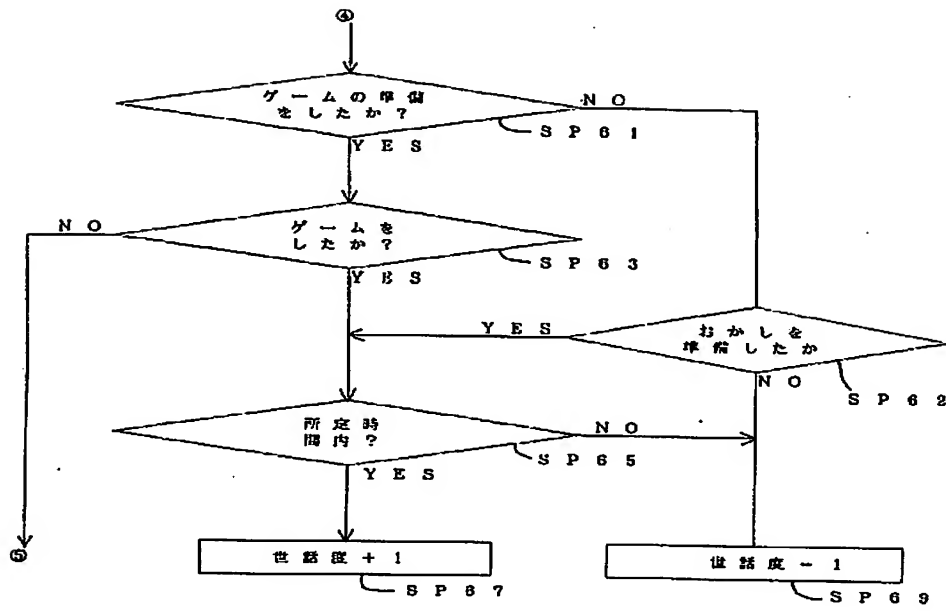 ④
ゲームの準備
をしたか?
NO
SP61
YES
ゲームを
したか?
NO
SP63
YES
YES
おかしを
準備したか
NO
SP62
所定時
間内?
NO
SP65
YES
⑤
世話度+1
SP67
世話度-1
SP69